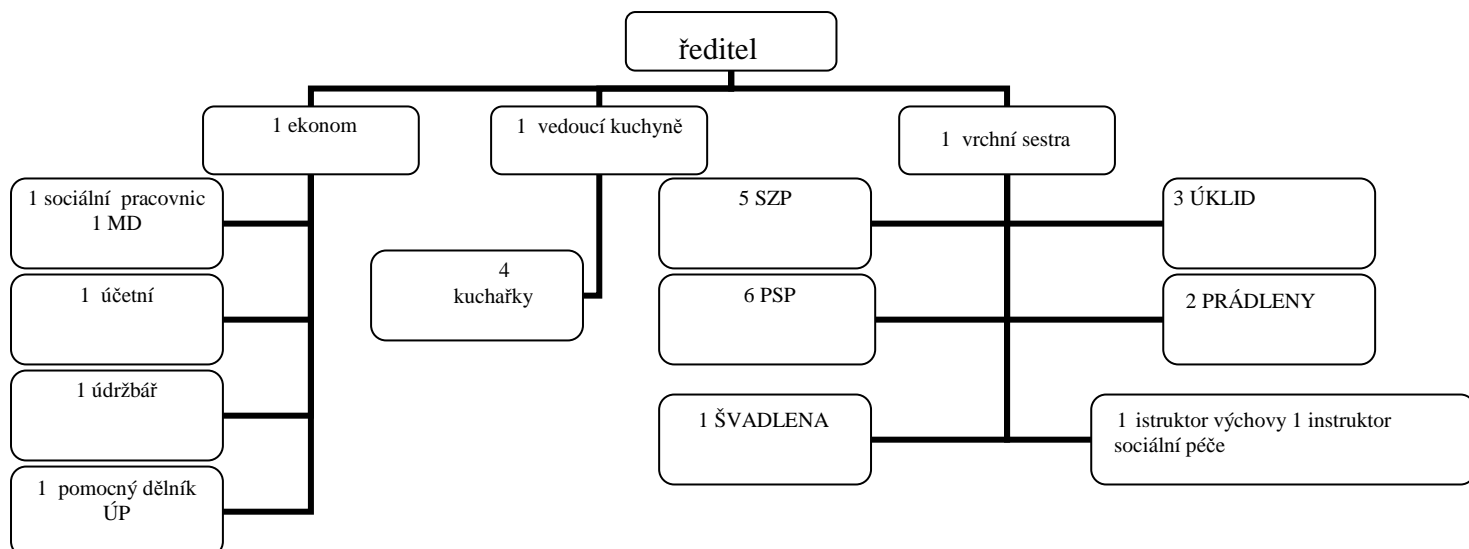 ředitel
1 ekonom
1 vedoucí kuchyně
1 vrchní sestra
1 sociální pracovnic
1 MD
5 SZP
3 ÚKLID
4
kuchařky
1 účetní
6 PSP
2 PRÁDLENY
1 údržbář
1 ŠVADLENA
1 istruktor výchovy 1 instruktor
sociální péče
1 pomocný dělník
ÚP